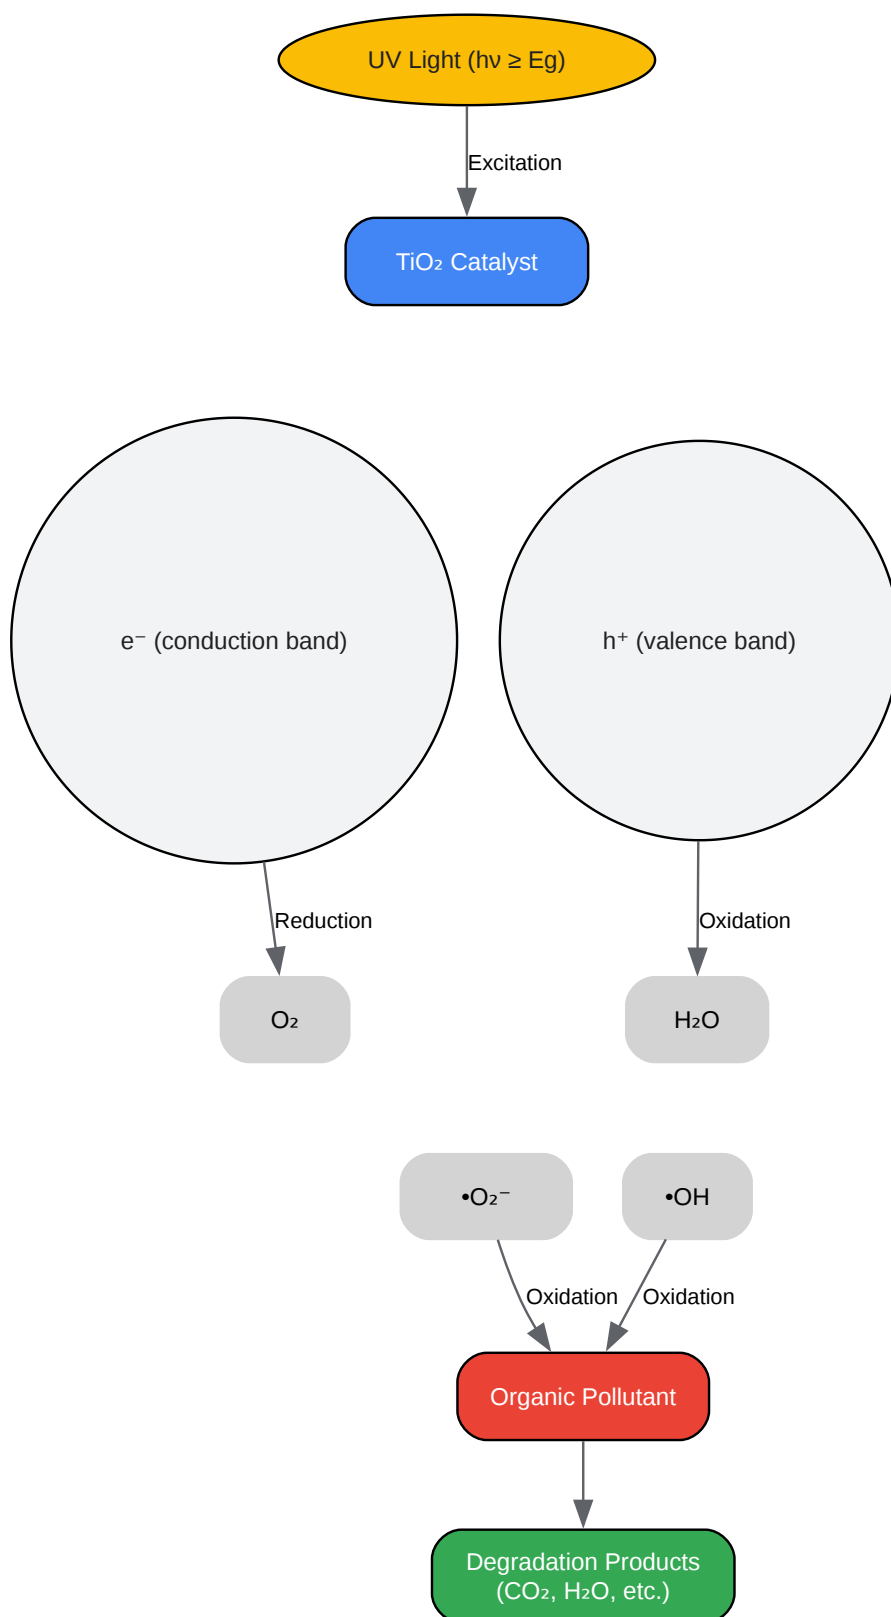 UV Light (hν ≥ Eg)
Excitation
TiO₂ Catalyst
e⁻ (conduction band)
h⁺ (valence band)
Reduction
Oxidation
O₂
H₂O
•O₂⁻
•OH
Oxidation
Oxidation
Organic Pollutant
Degradation Products
(CO₂, H₂O, etc.)